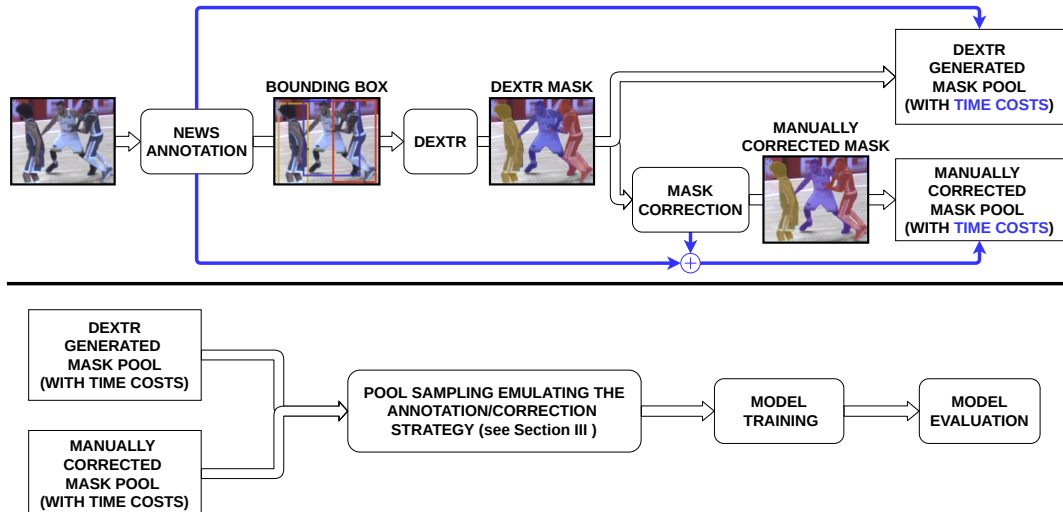 NEWS
ANNOTATION
BOUNDING BOX
DEXTR
DEXTR MASK
MASK
CORRECTION
MANUALLY
CORRECTED MASK
DEXTR
GENERATED
MASK POOL
(WITH TIME COSTS)
MANUALLY
CORRECTED
MASK POOL
(WITH TIME COSTS)
DEXTR
GENERATED
MASK POOL
(WITH TIME COSTS)
MANUALLY
CORRECTED
MASK POOL
(WITH TIME COSTS)
POOL SAMPLING EMULATING THE
ANNOTATION/CORRECTION
STRATEGY (see Section III )
MODEL
TRAINING
MODEL
EVALUATION